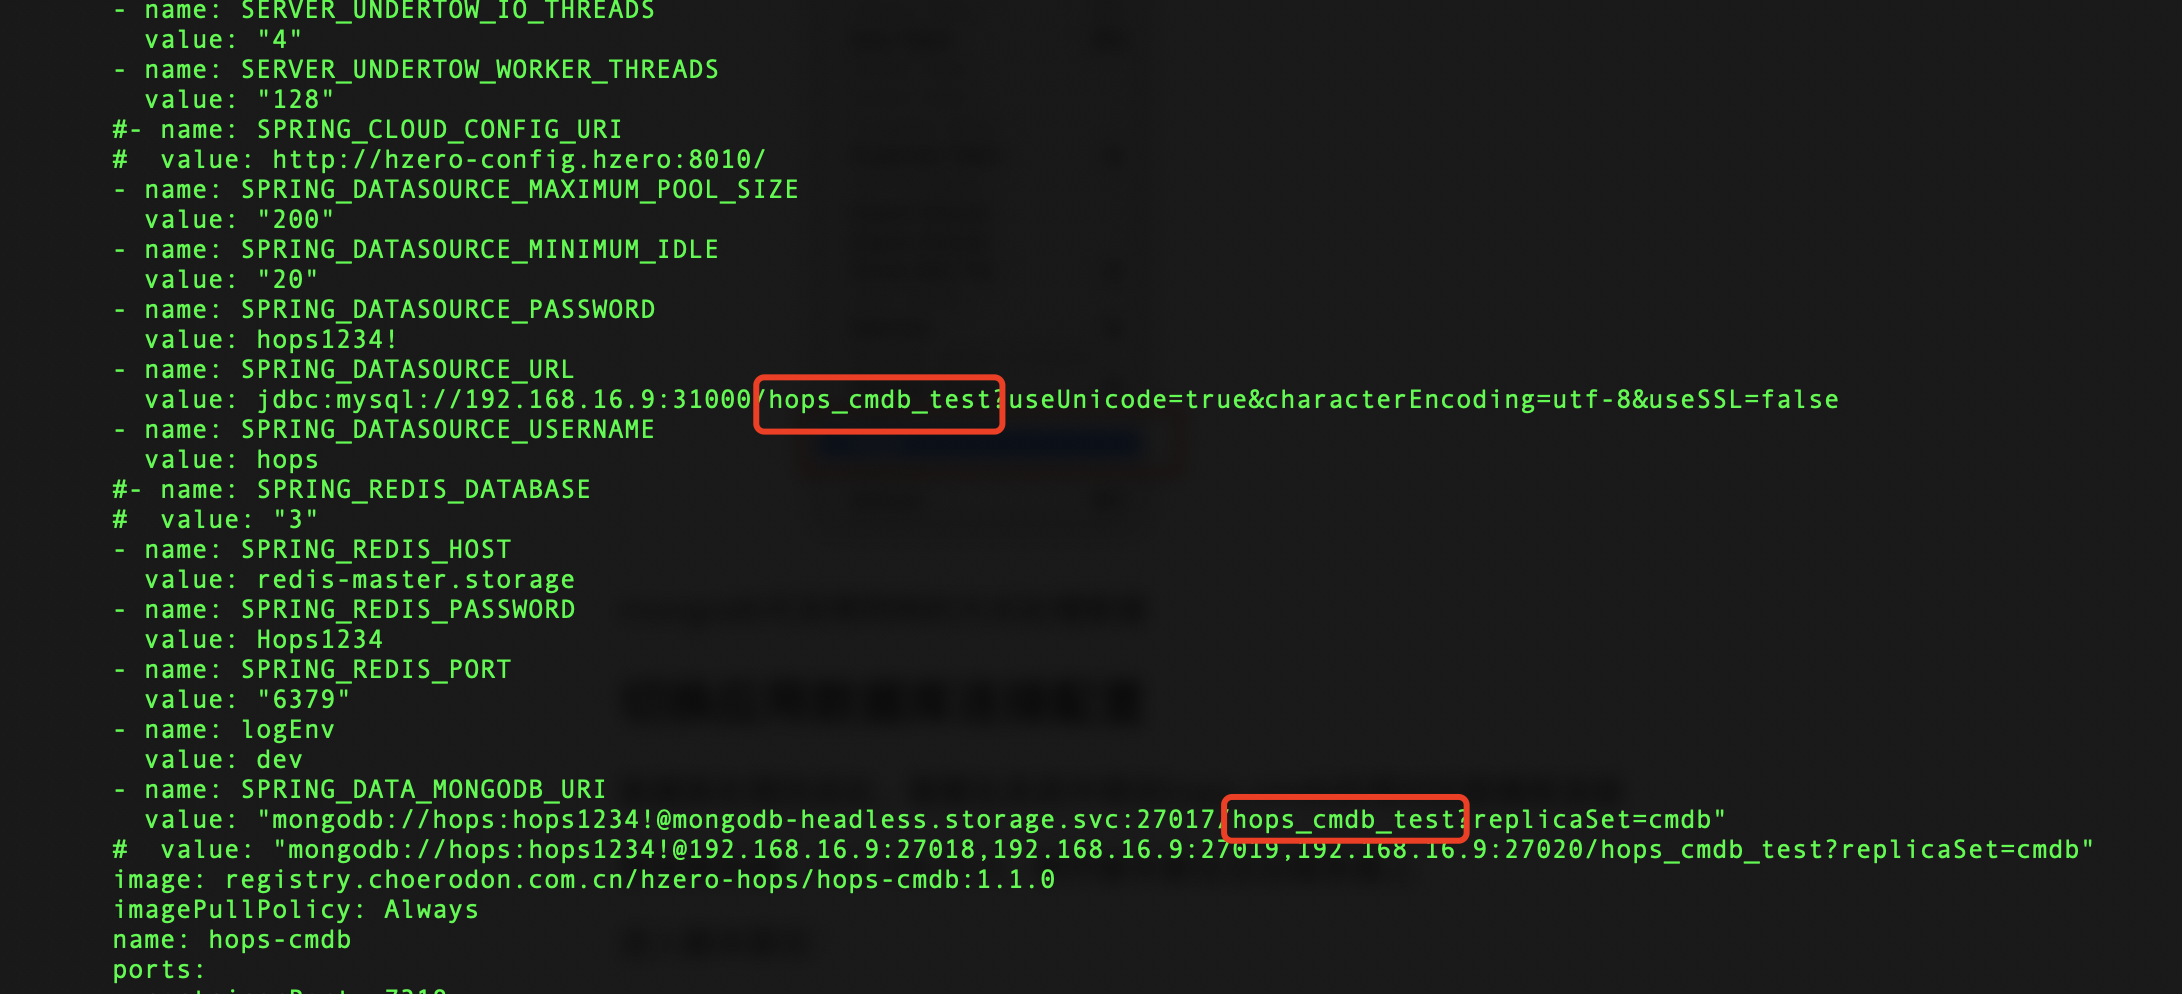 - name: SERVER_UNDERTOW_IO_THREADS
value: "4"
- name: SERVER_UNDERTOW_WORKER_THREADS
value: "128"
#- name: SPRING_CLOUD_CONFIG_URI
#  value: http://hzero-config.hzero:8010/
- name: SPRING_DATASOURCE_MAXIMUM_POOL_SIZE
value: "200"
- name: SPRING_DATASOURCE_MINIMUM_IDLE
value: "20"
- name: SPRING_DATASOURCE_PASSWORD
value: hops1234!
- name: SPRING_DATASOURCE_URL
value: jdbc:mysql://192.168.16.9:31000/hops_cmdb_test?useUnicode=true&characterEncoding=utf-8&useSSL=false
- name: SPRING_DATASOURCE_USERNAME
value: hops
#- name: SPRING_REDIS_DATABASE
#  value: "3"
- name: SPRING_REDIS_HOST
value: redis-master.storage
- name: SPRING_REDIS_PASSWORD
value: Hops1234
- name: SPRING_REDIS_PORT
value: "6379"
- name: logEnv
value: dev
- name: SPRING_DATA_MONGODB_URI
value: "mongodb://hops:hops1234!@mongodb-headless.storage.svc:27017/hops_cmdb_test?replicaSet=cmdb"
#  value: "mongodb://hops:hops1234!@192.168.16.9:27018,192.168.16.9:27019,192.168.16.9:27020/hops_cmdb_test?replicaSet=cmdb"
image: registry.choerodon.com.cn/hzero-hops/hops-cmdb:1.1.0
imagePullPolicy: Always
name: hops-cmdb
ports: